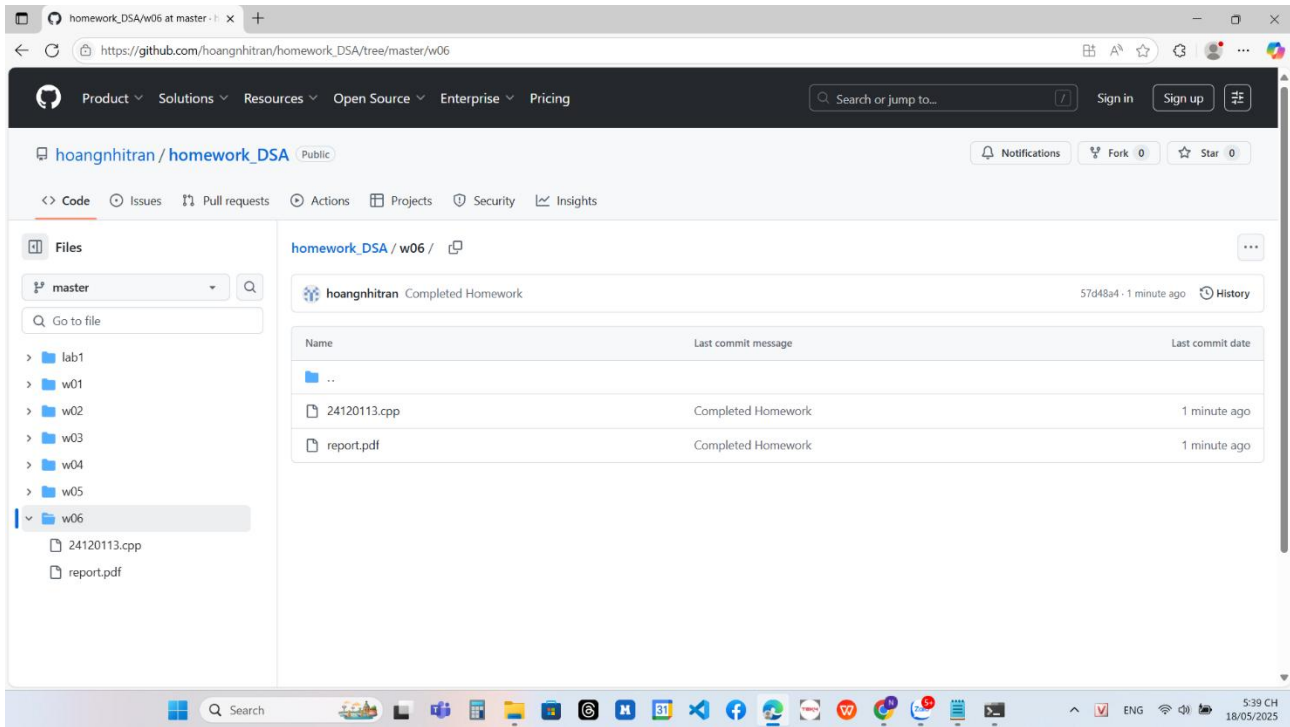 homework_DSA/w06 at master · h
https://github.com/hoangnhitran/homework_DSA/tree/master/w06
Product Solutions Resources Open Source Enterprise Pricing Search or jump to... / Sign in Sign up
hoangnhitran / homework_DSA Public Notifications Fork 0 Star 0
<> Code Issues Pull requests Actions Projects Security Insights
Files
master
Go to file
lab1
w01
w02
w03
w04
w05
w06
24120113.cpp
report.pdf
homework_DSA / w06 /
hoangnhitran Completed Homework 57d48a4 · 1 minute ago History
Name Last commit message Last commit date
..
24120113.cpp Completed Homework 1 minute ago
report.pdf Completed Homework 1 minute ago
Search
31
5+
V ENG
5:39 CH
18/05/2025